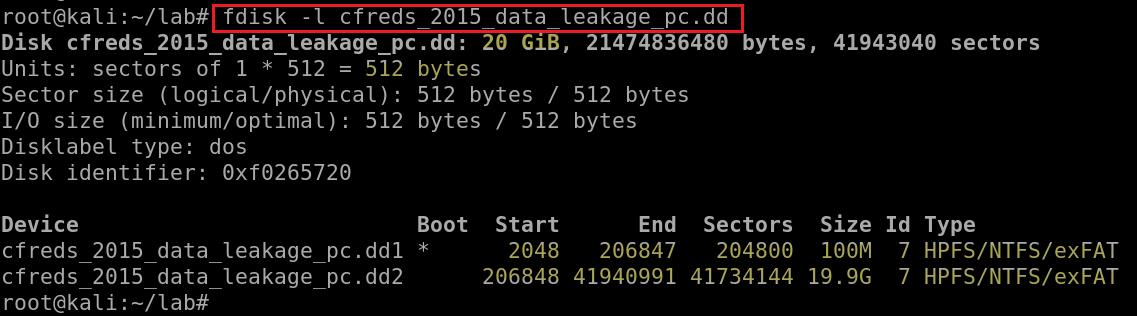 root@kali:~/lab# fdisk -l cfreds_2015_data_leakage_pc.dd
Disk cfreds_2015_data_leakage_pc.dd: 20 GiB, 21474836480 bytes, 41943040 sectors
Units: sectors of 1 * 512 = 512 bytes
Sector size (logical/physical): 512 bytes / 512 bytes
I/O size (minimum/optimal): 512 bytes / 512 bytes
Disklabel type: dos
Disk identifier: 0xf0265720

Device                          Boot  Start      End  Sectors  Size Id Type
cfreds_2015_data_leakage_pc.dd1 *      2048   206847   204800  100M  7 HPFS/NTFS/exFAT
cfreds_2015_data_leakage_pc.dd2      206848 41940991 41734144 19.9G  7 HPFS/NTFS/exFAT
root@kali:~/lab#